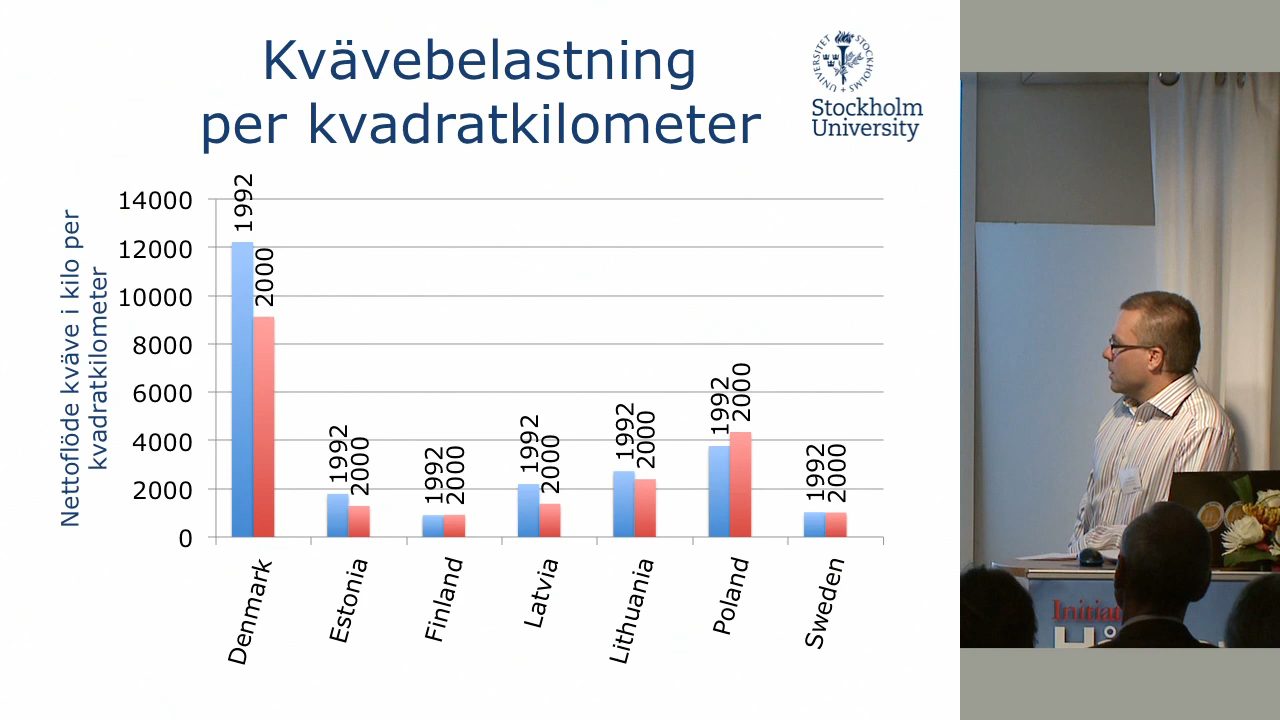 Kvävebelastning
per kvadratkilometer
UNIVERSITET STOCKHOLMS
Stockholm
University
Nettoflöde kväve i kilo per
kvadratkilometer
14000
12000
10000
8000
6000
4000
2000
0
1992
2000
1992
2000
1992
2000
1992
2000
1992
2000
1992
2000
1992
2000
Denmark
Estonia
Finland
Latvia
Lithuania
Poland
Sweden